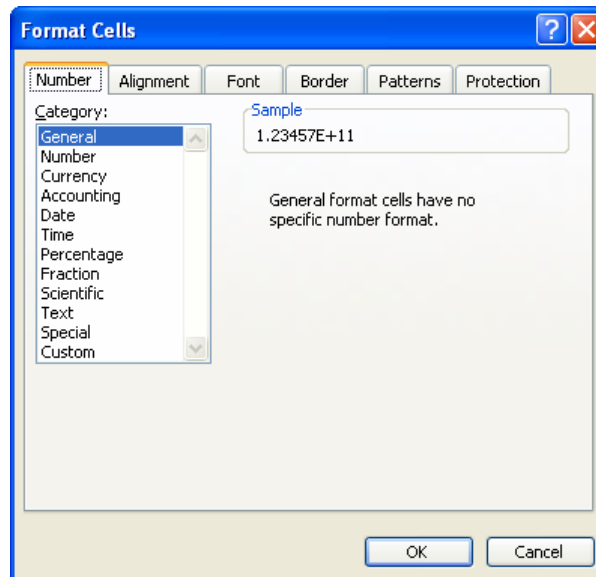 Format Cells
Number Alignment Font Border Patterns Protection
Category:
General
Number
Currency
Accounting
Date
Time
Percentage
Fraction
Scientific
Text
Special
Custom
Sample
1.23457E+11
General format cells have no
specific number format.
OK Cancel